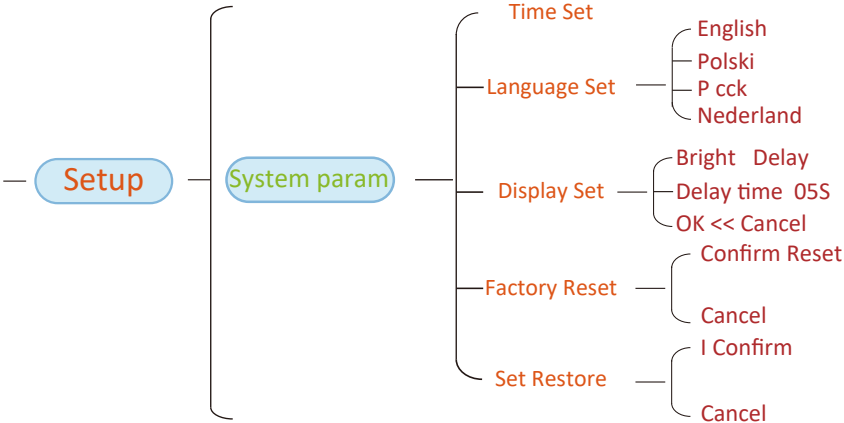 Setup
System param
Time Set
Language Set
English
Polski
P cck
Nederland
Display Set
Bright Delay
Delay time 05S
OK << Cancel
Factory Reset
Confirm Reset
Cancel
Set Restore
I Confirm
Cancel